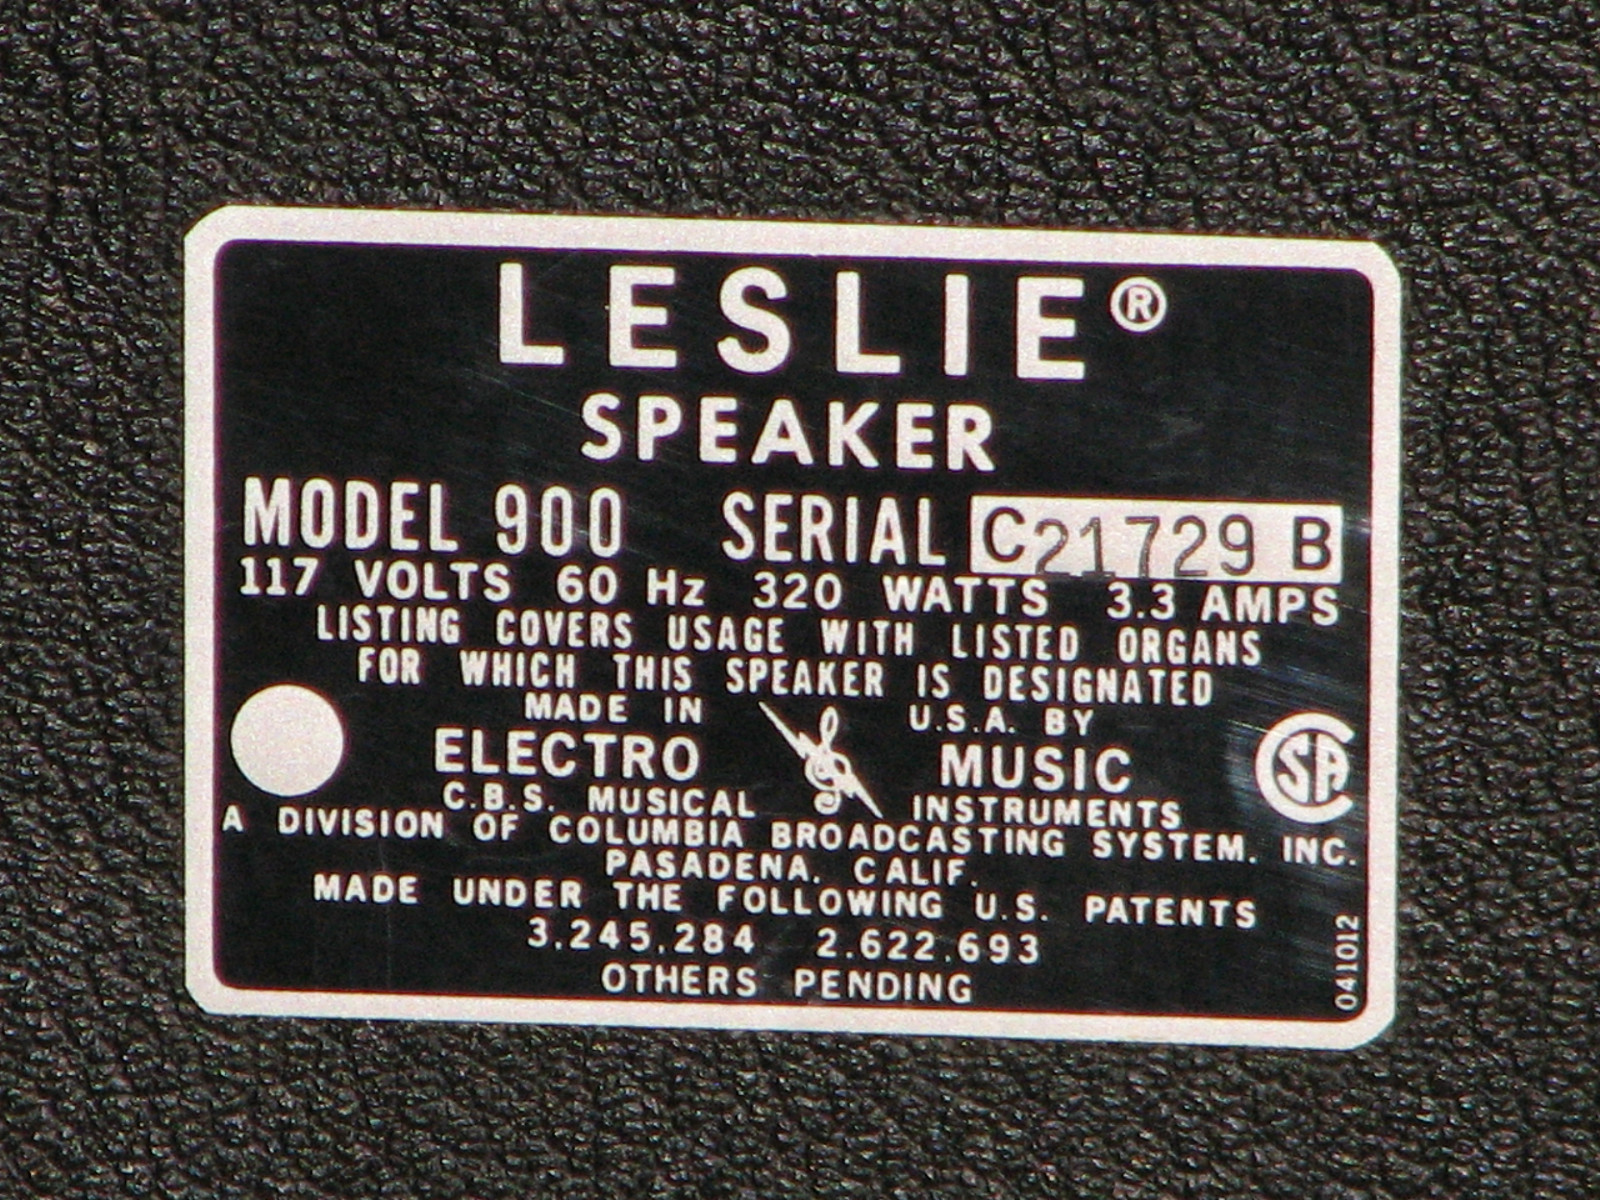 LESLIE®
SPEAKER
MODEL 900 SERIAL C21729 B
117 VOLTS 60 Hz 320 WATTS 3.3 AMPS
LISTING COVERS USAGE WITH LISTED ORGANS
FOR WHICH THIS SPEAKER IS DESIGNATED
MADE IN U.S.A. BY
ELECTRO MUSIC
C.B.S. MUSICAL INSTRUMENTS
A DIVISION OF COLUMBIA BROADCASTING SYSTEM. INC.
PASADENA. CALIF.
MADE UNDER THE FOLLOWING U.S. PATENTS
3.245.284 2.622.693
OTHERS PENDING
CSA
041012